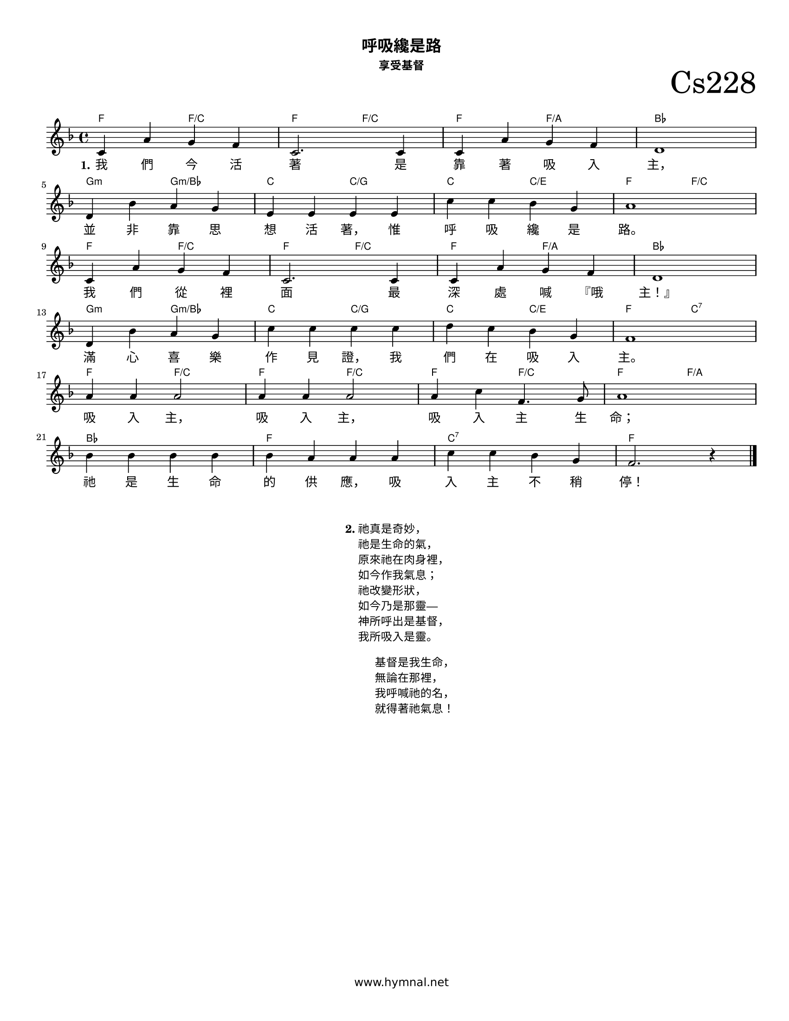 呼吸纔是路
享受基督
Cs228
F F/C F F/C F F/A B♭
1. 我 們 今 活 著 是 靠 著 吸 入 主，
5 Gm Gm/B♭ C C/G C C/E F F/C
並 非 靠 思 想 活 著， 惟 呼 吸 纔 是 路。
9 F F/C F F/C F F/A B♭
我 們 從 裡 面 最 深 處 喊 『哦 主！』
13 Gm Gm/B♭ C C/G C C/E F C7
滿 心 喜 樂 作 見 證， 我 們 在 吸 入 主。
17 F F/C F F/C F F/C F F/A
吸 入 主， 吸 入 主， 吸 入 主 生 命；
21 B♭ F C7 F
祂 是 生 命 的 供 應， 吸 入 主 不 稍 停！
2. 祂真是奇妙，
祂是生命的氣，
原來祂在肉身裡，
如今作我氣息；
祂改變形狀，
如今乃是那靈—
神所呼出是基督，
我所吸入是靈。
基督是我生命，
無論在那裡，
我呼喊祂的名，
就得著祂氣息！
www.hymnal.net